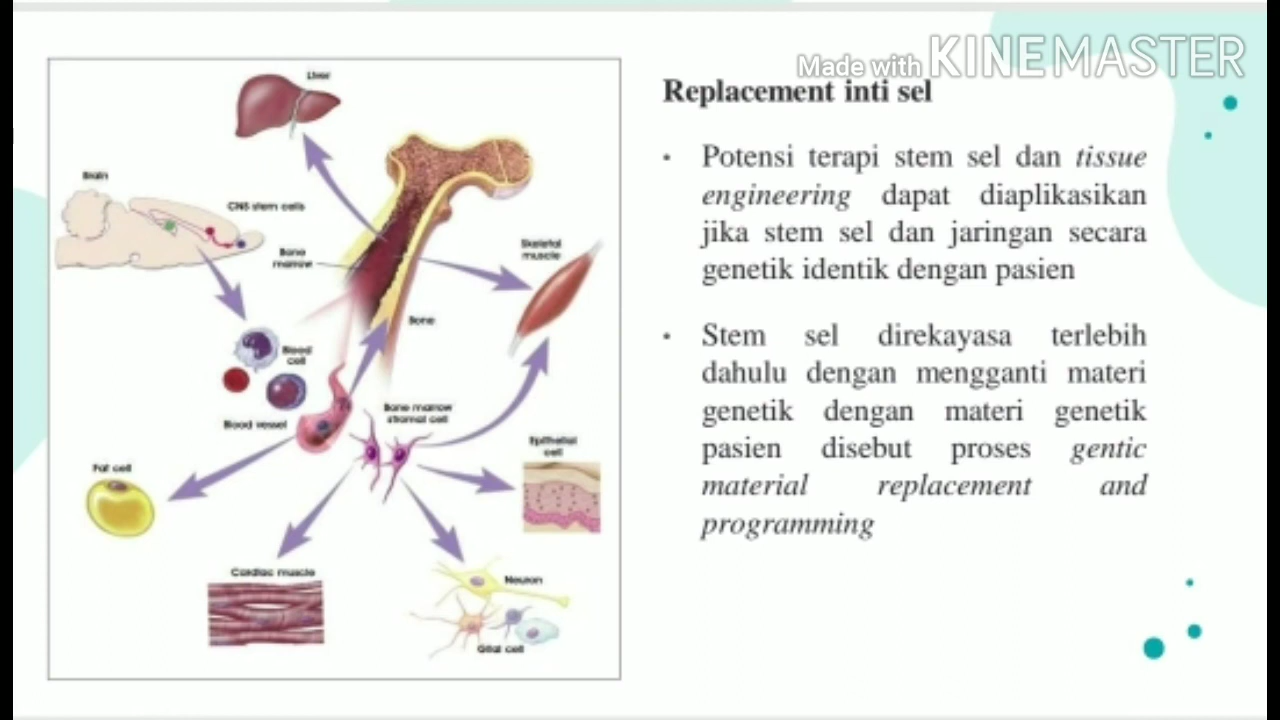 Made with KINEMASTER
Replacement inti sel
• Potensi terapi stem sel dan tissue
engineering dapat diaplikasikan
jika stem sel dan jaringan secara
genetik identik dengan pasien
• Stem sel direkayasa terlebih
dahulu dengan mengganti materi
genetik dengan materi genetik
pasien disebut proses gentic
material replacement and
programming
Liver
Brain
CNS stem cells
Bone
marrow
Skeletal
muscle
Bone
Blood
cell
Blood vessel
Bone marrow
stromal cell
Epithelial
cell
Fat cell
Cardiac muscle
Neuron
Glial cell